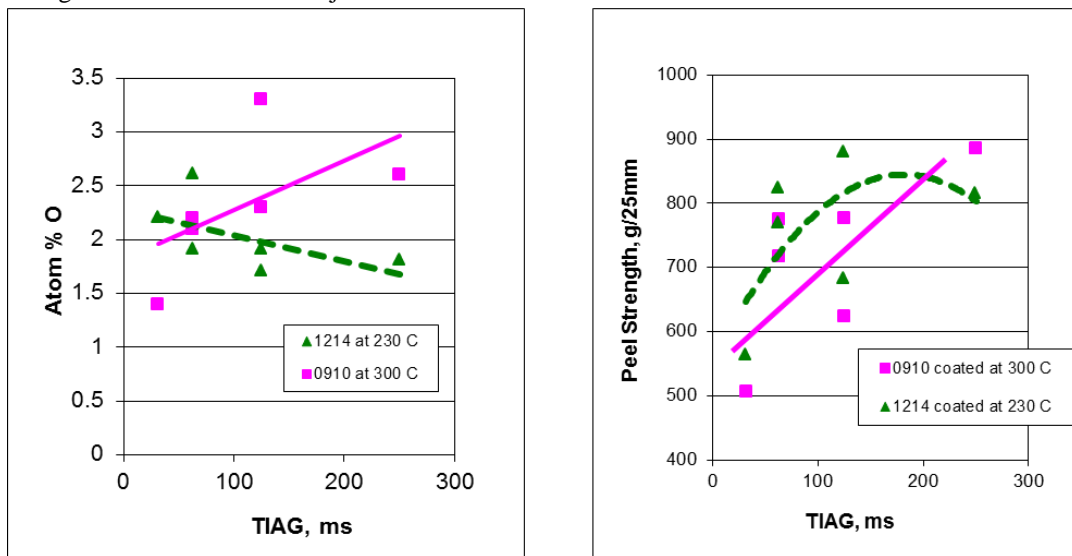 3.5
3
2.5
2
1.5
1
0.5
0
Atom % O
1214 at 230 C
0910 at 300 C
0
100
200
300
TIAG, ms
1000
900
800
700
600
500
400
Peel Strength, g/25mm
0910 coated at 300 C
1214 coated at 230 C
0
100
200
300
TIAG, ms